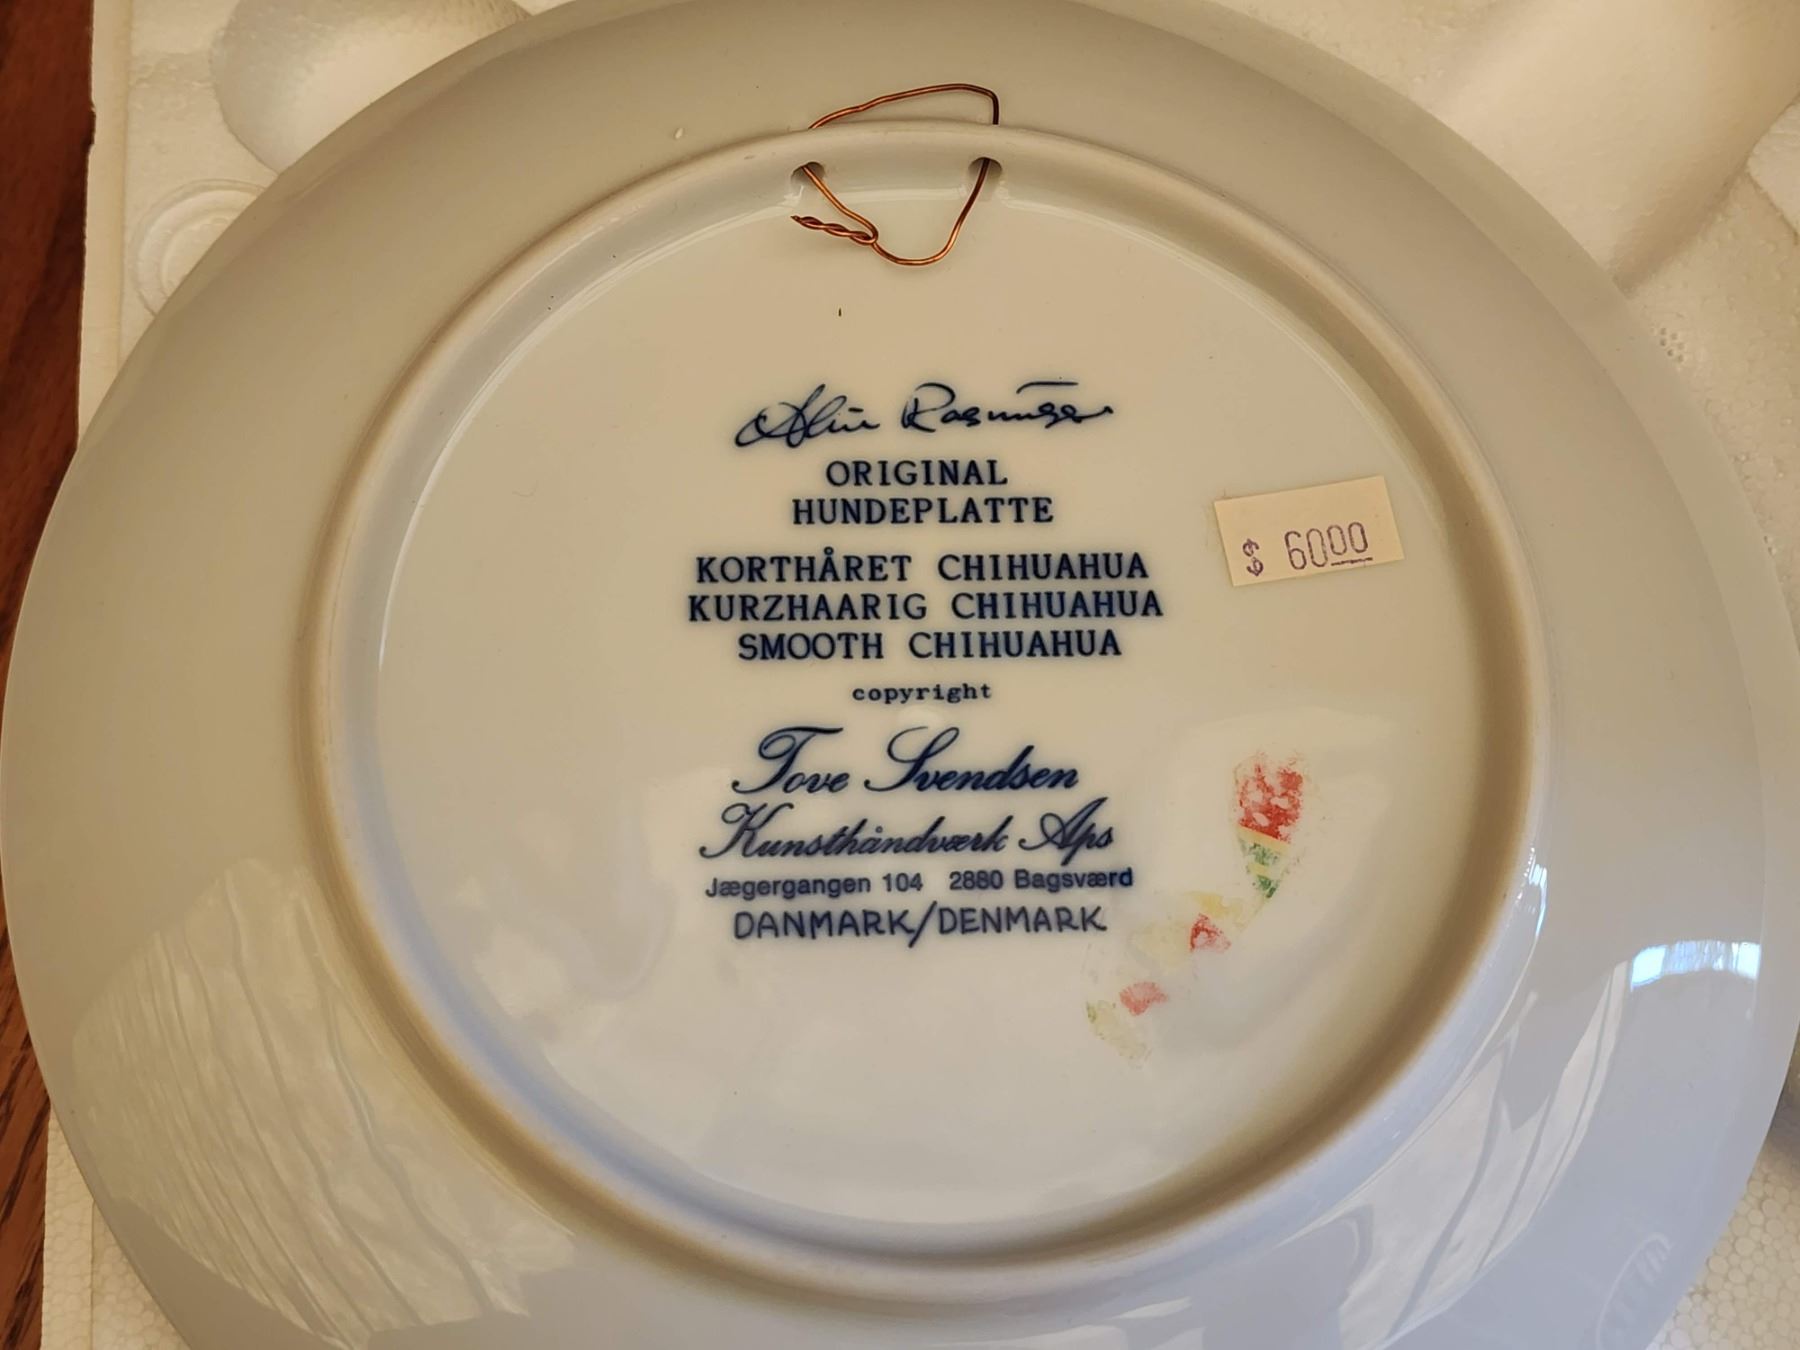 Rasmussen
ORIGINAL
HUNDEPLATTE
KORTHÅRET CHIHUAHUA
KURZHAARIG CHIHUAHUA
SMOOTH CHIHUAHUA
copyright
Tove Svendsen
Kunsthåndværk Aps
Jægergangen 104 2880 Bagsværd
DANMARK/DENMARK
$ 6000